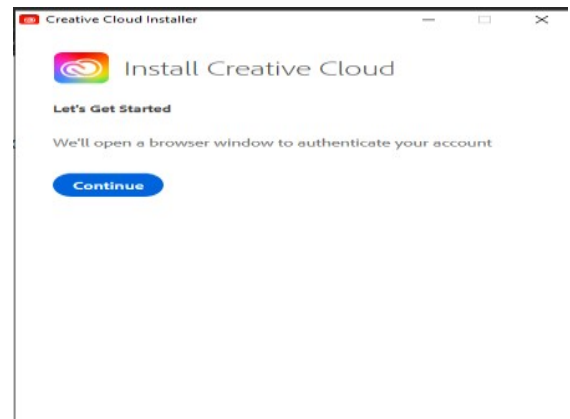 Creative Cloud Installer
Install Creative Cloud
Let's Get Started
We'll open a browser window to authenticate your account
Continue